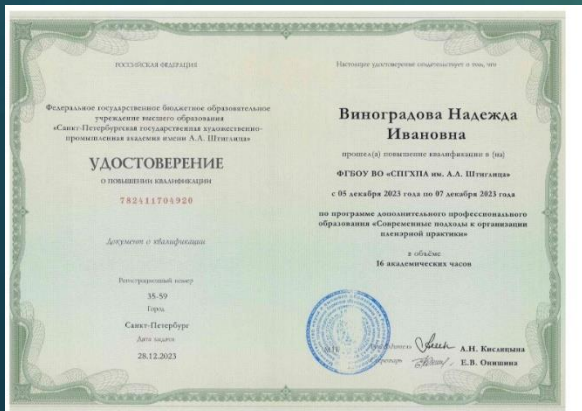 РОССИЙСКАЯ ФЕДЕРАЦИЯ
Федеральное государственное бюджетное образовательное
учреждение высшего образования
«Санкт-Петербургская государственная художественно-
промышленная академия имени А.Л. Штиглица»
УДОСТОВЕРЕНИЕ
О ПОВЫШЕНИИ КВАЛИФИКАЦИИ
782411704920
Документ о квалификации
Регистрационный номер
35-59
Город
Санкт-Петербург
Дата выдачи
28.12.2023
Настоящее удостоверение свидетельствует о том, что
Виноградова Надежда
Ивановна
прошел(а) повышение квалификации в (на)
ФГБОУ ВО «СПГХПА им. А.Л. Штиглица»
с 05 декабря 2023 года по 07 декабря 2023 года
по программе дополнительного профессионального
образования «Современные подходы к организации
пленэрной практики»
в объёме
16 академических часов
М.П.
Руководитель А.Н. Кислицына
Секретарь Е.В. Онишина